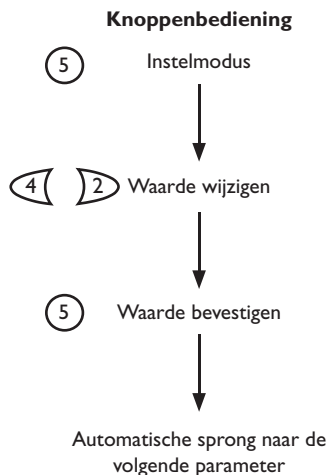 Knoppenbediening
5 Instelmodus
4 2 Waarde wijzigen
5 Waarde bevestigen
Automatische sprong naar de
volgende parameter